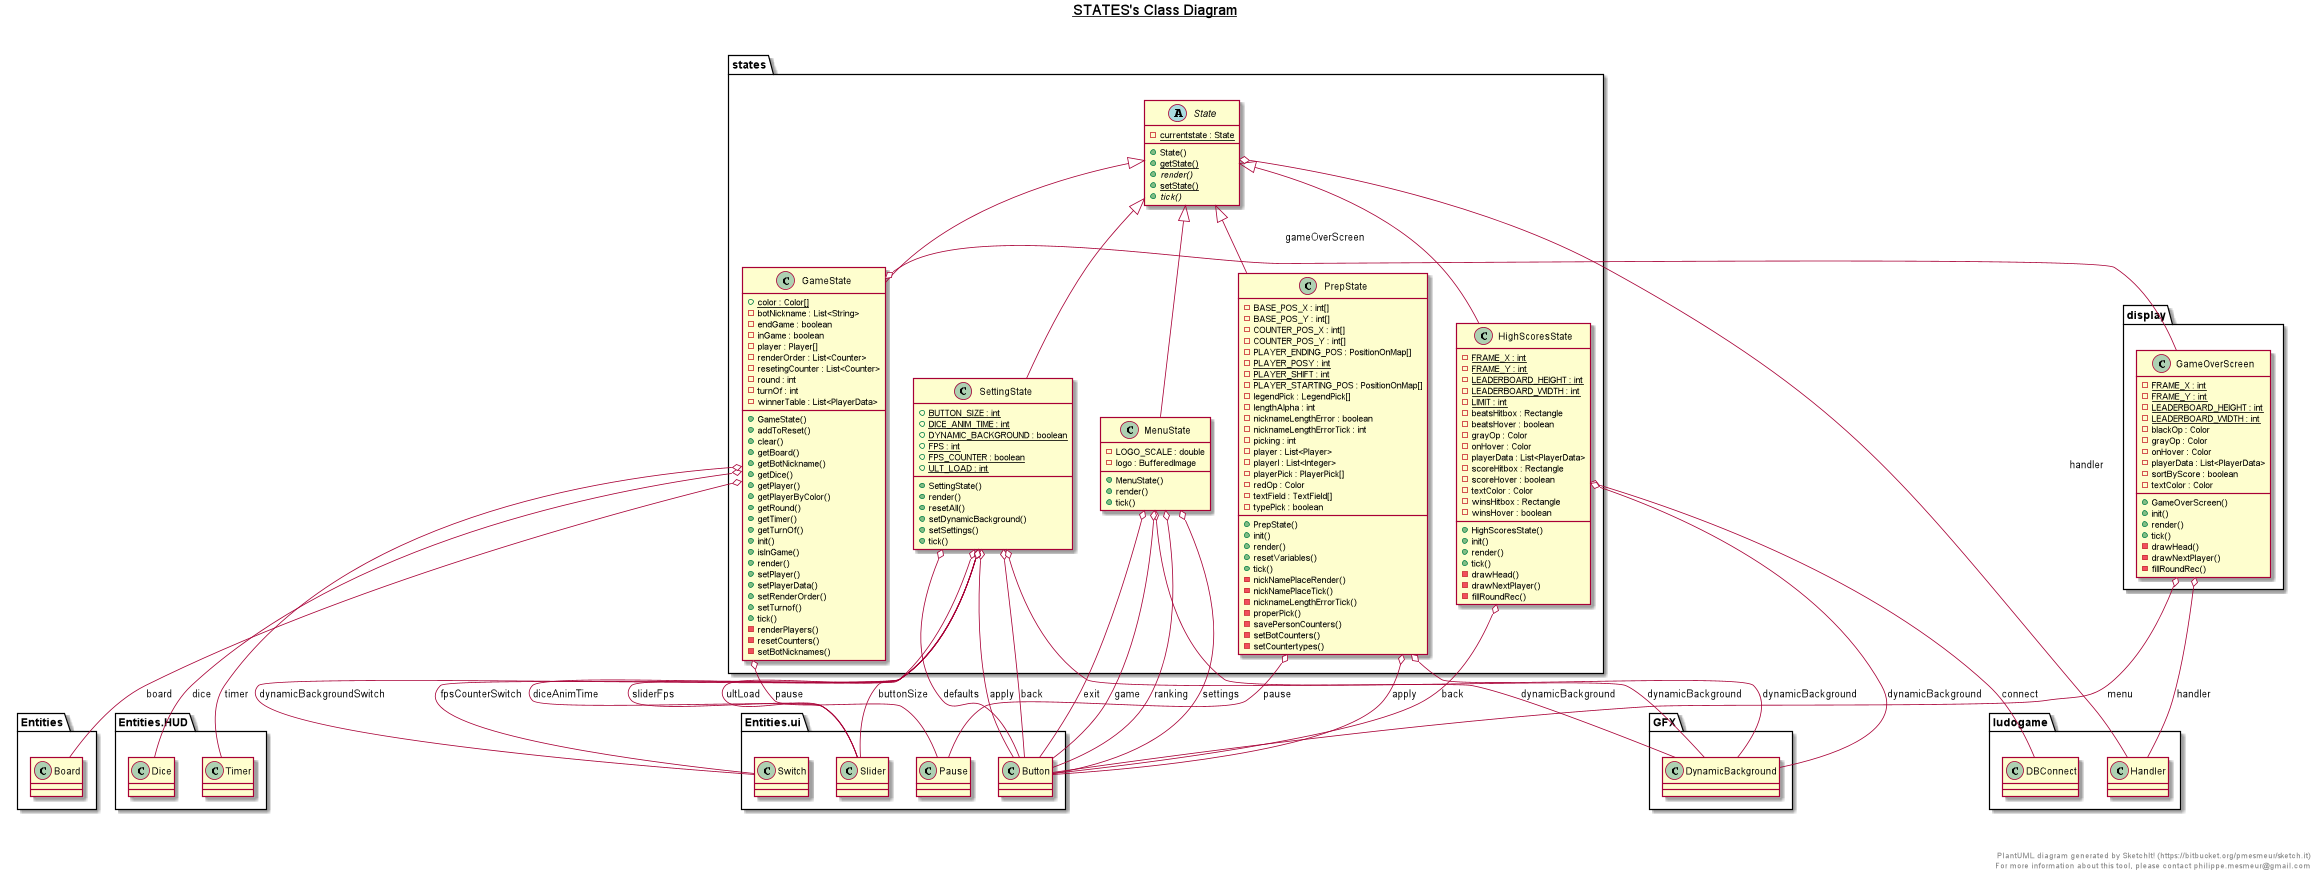 STATES's Class Diagram
states
State
currentstate : State
State()
getState()
render()
setState()
tick()
gameOverScreen
GameState
color : Color[]
botNickname : List<String>
endGame : boolean
inGame : boolean
player : Player[]
renderOrder : List<Counter>
resetingCounter : List<Counter>
round : int
turnOf : int
winnerTable : List<PlayerData>
GameState()
addToReset()
clear()
getBoard()
getBotNickname()
getDice()
getPlayer()
getPlayerByColor()
getRound()
getTimer()
getTurnOf()
init()
isInGame()
render()
setPlayer()
setPlayerData()
setRenderOrder()
setTurnof()
tick()
renderPlayers()
resetCounters()
setBotNicknames()
SettingState
BUTTON_SIZE : int
DICE_ANIM_TIME : int
DYNAMIC_BACKGROUND : boolean
FPS : int
FPS_COUNTER : boolean
ULT_LOAD : int
SettingState()
render()
resetAll()
setDynamicBackground()
setSettings()
tick()
MenuState
LOGO_SCALE : double
logo : BufferedImage
MenuState()
render()
tick()
PrepState
BASE_POS_X : int[]
BASE_POS_Y : int[]
COUNTER_POS_X : int[]
COUNTER_POS_Y : int[]
PLAYER_ENDING_POS : PositionOnMap[]
PLAYER_POSY : int
PLAYER_SHIFT : int
PLAYER_STARTING_POS : PositionOnMap[]
legendPick : LegendPick[]
lengthAlpha : int
nicknameLengthError : boolean
nicknameLengthErrorTick : int
picking : int
player : List<Player>
playerI : List<Integer>
playerPick : PlayerPick[]
redOp : Color
textField : TextField[]
typePick : boolean
PrepState()
init()
render()
resetVariables()
tick()
nickNamePlaceRender()
nickNamePlaceTick()
nicknameLengthErrorTick()
properPick()
savePersonCounters()
setBotCounters()
setCountertypes()
HighScoresState
FRAME_X : int
FRAME_Y : int
LEADERBOARD_HEIGHT : int
LEADERBOARD_WIDTH : int
LIMIT : int
beatsHitbox : Rectangle
beatsHover : boolean
grayOp : Color
onHover : Color
playerData : List<PlayerData>
scoreHitbox : Rectangle
scoreHover : boolean
textColor : Color
winsHitbox : Rectangle
winsHover : boolean
HighScoresState()
init()
render()
tick()
drawHead()
drawNextPlayer()
fillRoundRec()
handler
display
GameOverScreen
FRAME_X : int
FRAME_Y : int
LEADERBOARD_HEIGHT : int
LEADERBOARD_WIDTH : int
blackOp : Color
grayOp : Color
onHover : Color
playerData : List<PlayerData>
sortByScore : boolean
textColor : Color
GameOverScreen()
init()
render()
tick()
drawHead()
drawNextPlayer()
fillRoundRec()
board
dice
timer
dynamicBackgroundSwitch
fpsCounterSwitch
diceAnimTime
sliderFps
ultLoad
pause
buttonSize
defaults
apply
back
exit
game
ranking
settings
pause
apply
back
dynamicBackground
dynamicBackground
dynamicBackground
dynamicBackground
connect
menu
handler
Entities
Board
Entities.HUD
Dice
Timer
Entities.ui
Switch
Slider
Pause
Button
GFX
DynamicBackground
ludogame
DBConnect
Handler
PlantUML diagram generated by SketchIt! (https://bitbucket.org/pmesmeur/sketch.it)
For more information about this tool, please contact philippe.mesmeur@gmail.com